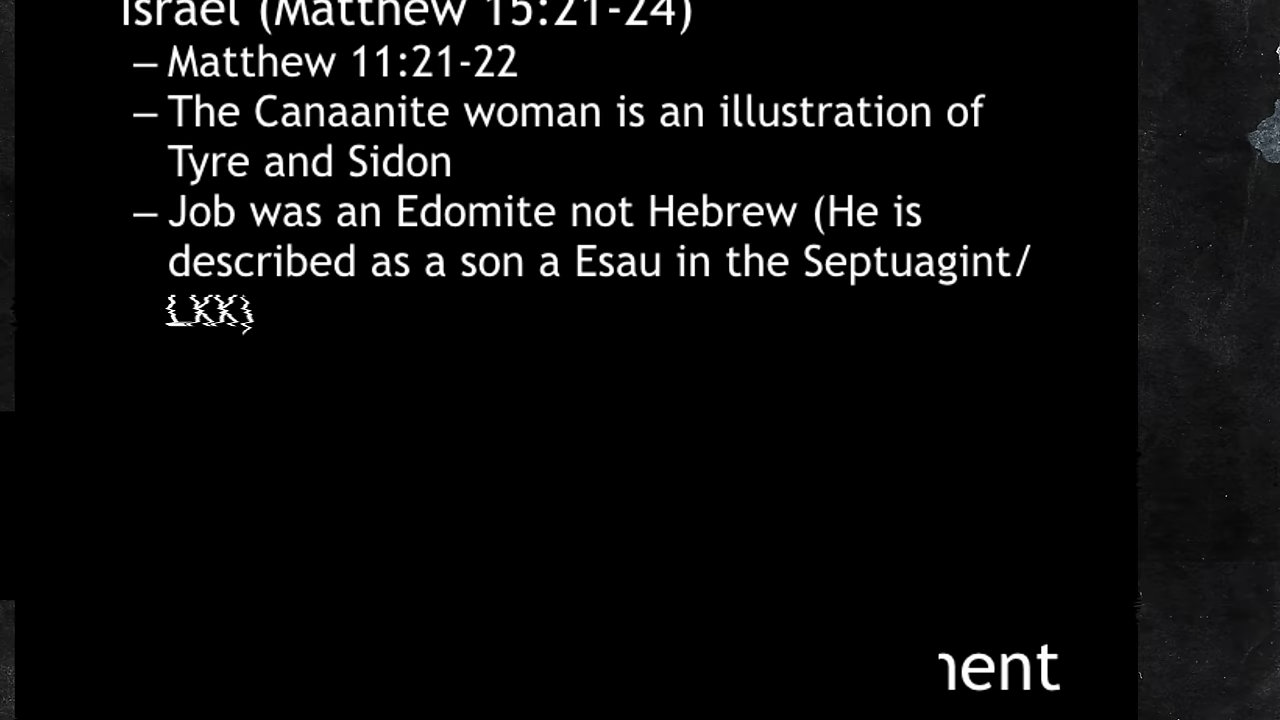 Israel (Matthew 15:21-24)
– Matthew 11:21-22
– The Canaanite woman is an illustration of
Tyre and Sidon
– Job was an Edomite not Hebrew (He is
described as a son a Esau in the Septuagint/
LXX)